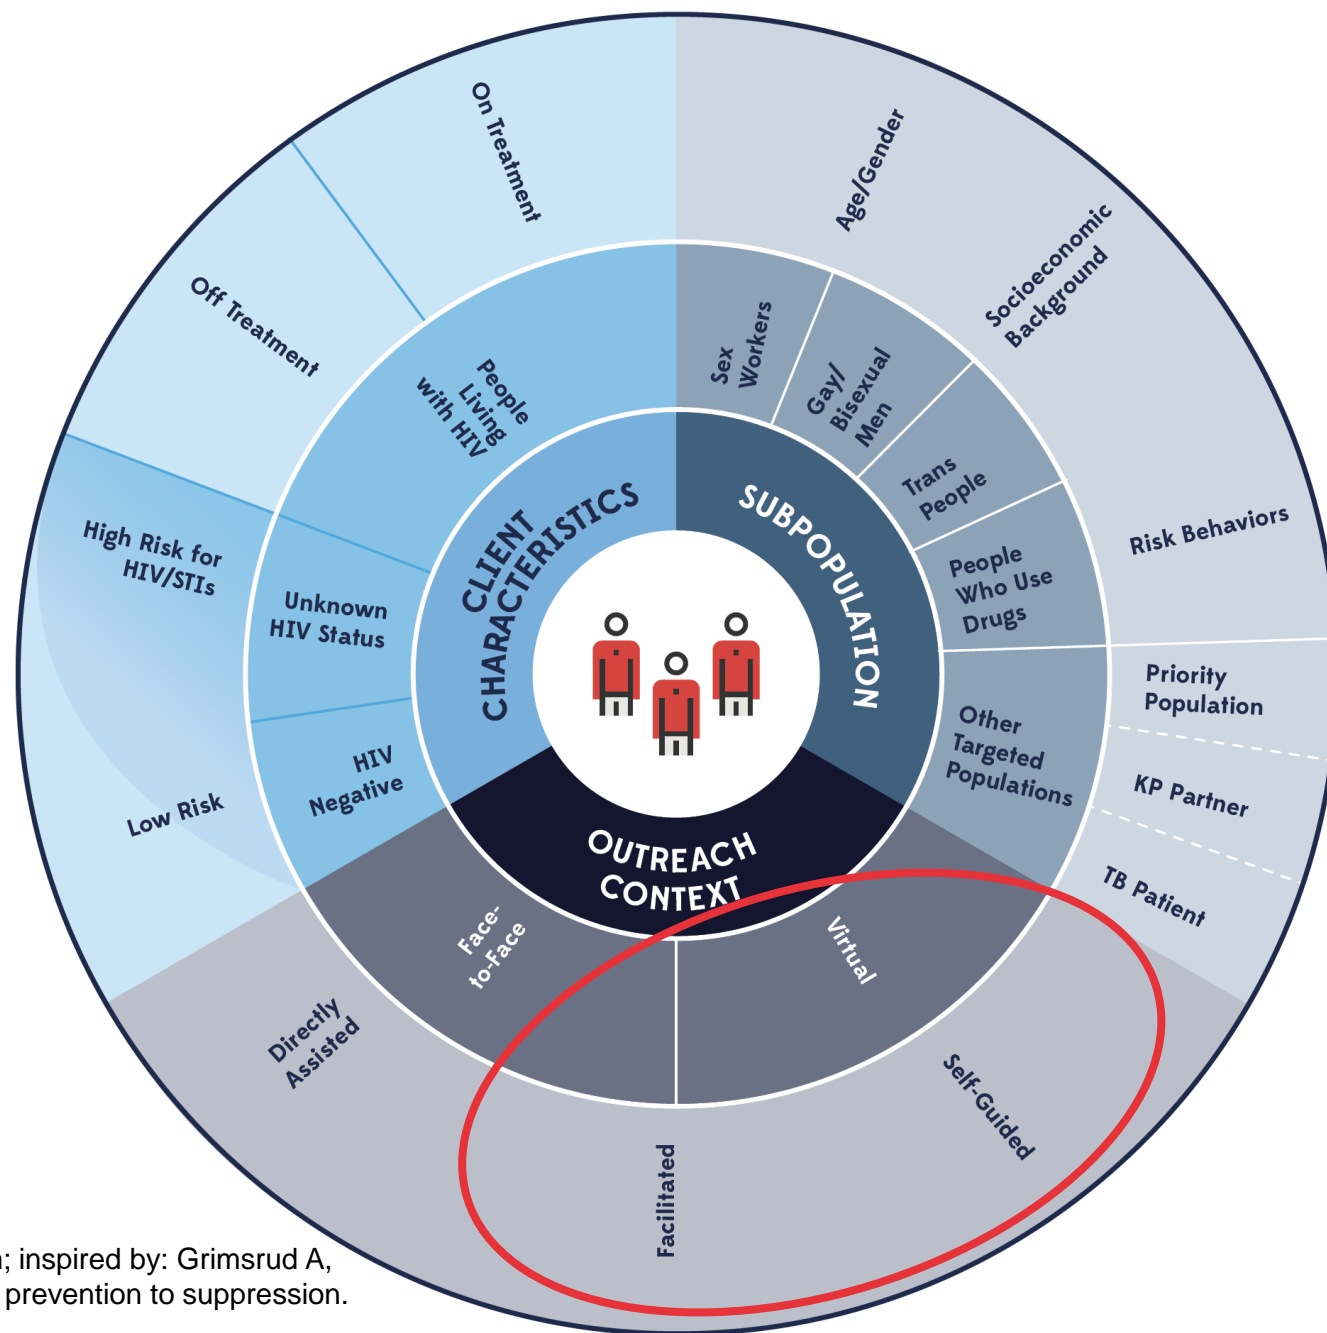 On Treatment
Off Treatment
High Risk for
HIV/STIs
Low Risk
People
Living
with HIV
Unknown
HIV Status
HIV
Negative
CLIENT
CHARACTERISTICS
Age/Gender
Socioeconomic
Background
Risk Behaviors
Priority
Population
KP Partner
TB Patient
Sex
Workers
Gay/
Bisexual
Men
Trans
People
People
Who Use
Drugs
Other
Targeted
Populations
SUBPOPULATION
OUTREACH
CONTEXT
Face-
to-Face
Virtual
Directly
Assisted
Facilitated
Self-Guided
; inspired by: Grimsrud A,
prevention to suppression.